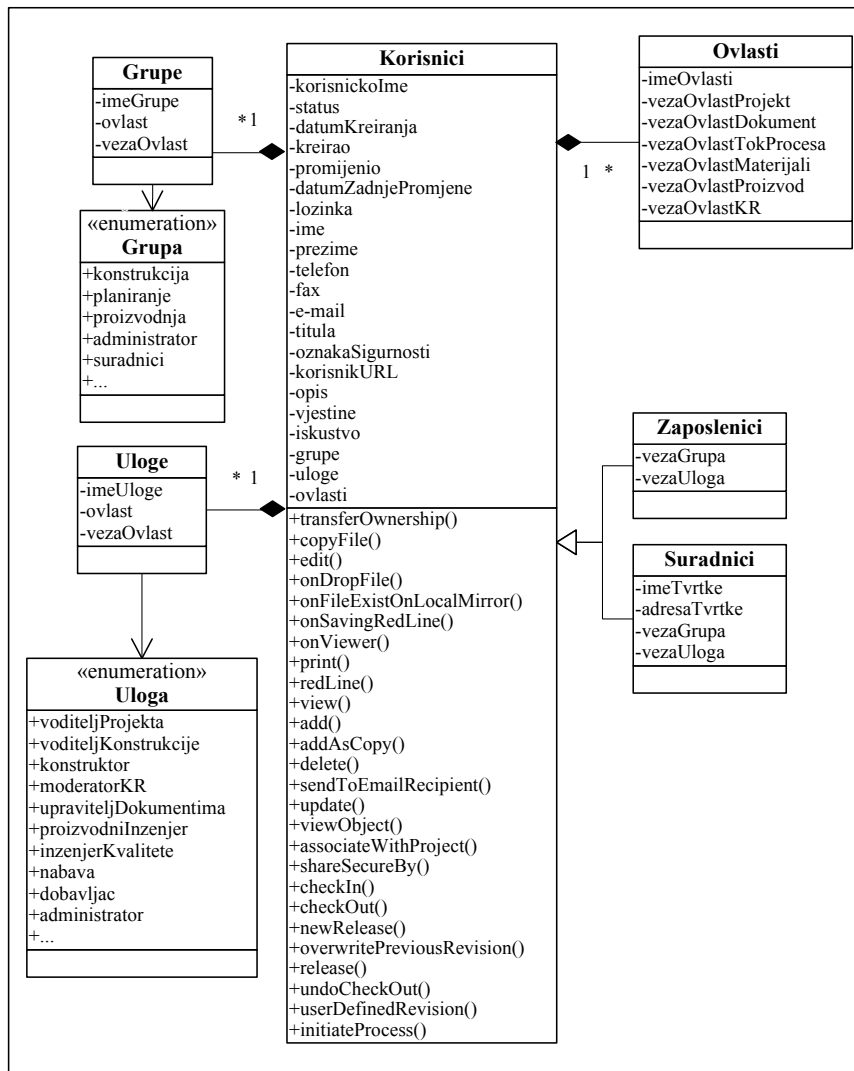 Grupe
-imeGrupe
-ovlast
-vezaOvlast
* 1
«enumeration»
Grupa
+konstrukcija
+planiranje
+proizvodnja
+administrator
+suradnici
+...
Uloge
-imeUloge
-ovlast
-vezaOvlast
* 1
«enumeration»
Uloga
+voditeljProjekta
+voditeljKonstrukcije
+konstruktor
+moderatorKR
+upraviteljDokumentima
+proizvodniInzenjer
+inzenjerKvalitete
+nabava
+dobavljac
+administrator
+...
Korisnici
-korisnickoIme
-status
-datumKreiranja
-kreirao
-promijenio
-datumZadnjePromjene
-lozinka
-ime
-prezime
-telefon
-fax
-e-mail
-titula
-oznakaSigurnosti
-korisnikURL
-opis
-vjestine
-iskustvo
-grupe
-uloge
-ovlasti
+transferOwnership()
+copyFile()
+edit()
+onDropFile()
+onFileExistOnLocalMirror()
+onSavingRedLine()
+onViewer()
+print()
+redLine()
+view()
+add()
+addAsCopy()
+delete()
+sendToEmailRecipient()
+update()
+viewObject()
+associateWithProject()
+shareSecureBy()
+checkIn()
+checkOut()
+newRelease()
+overwritePreviousRevision()
+release()
+undoCheckOut()
+userDefinedRevision()
+initiateProcess()
1 *
Ovlasti
-imeOvlasti
-vezaOvlastProjekt
-vezaOvlastDokument
-vezaOvlastTokProcesa
-vezaOvlastMaterijali
-vezaOvlastProizvod
-vezaOvlastKR
Zaposlenici
-vezaGrupa
-vezaUloga
Suradnici
-imeTvrtke
-adresaTvrtke
-vezaGrupa
-vezaUloga